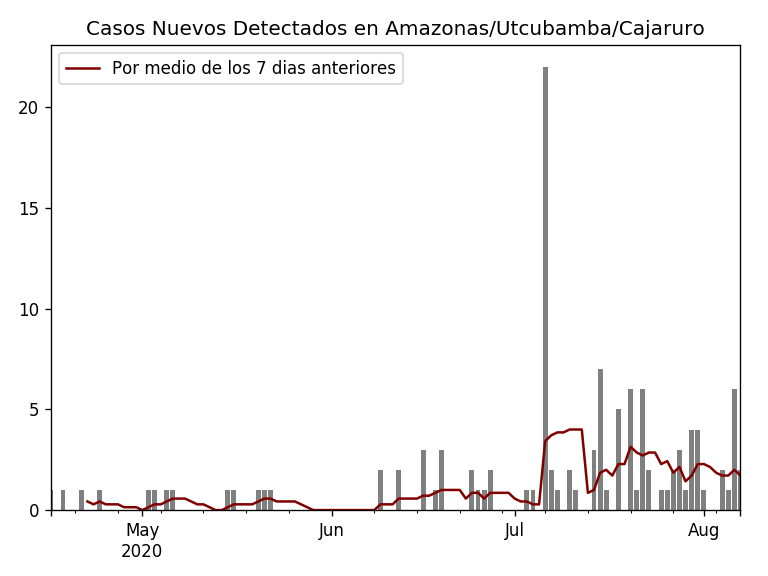 Casos Nuevos Detectados en Amazonas/Utcubamba/Cajaruro
Por medio de los 7 dias anteriores
20
15
10
5
0
May
2020
Jun
Jul
Aug